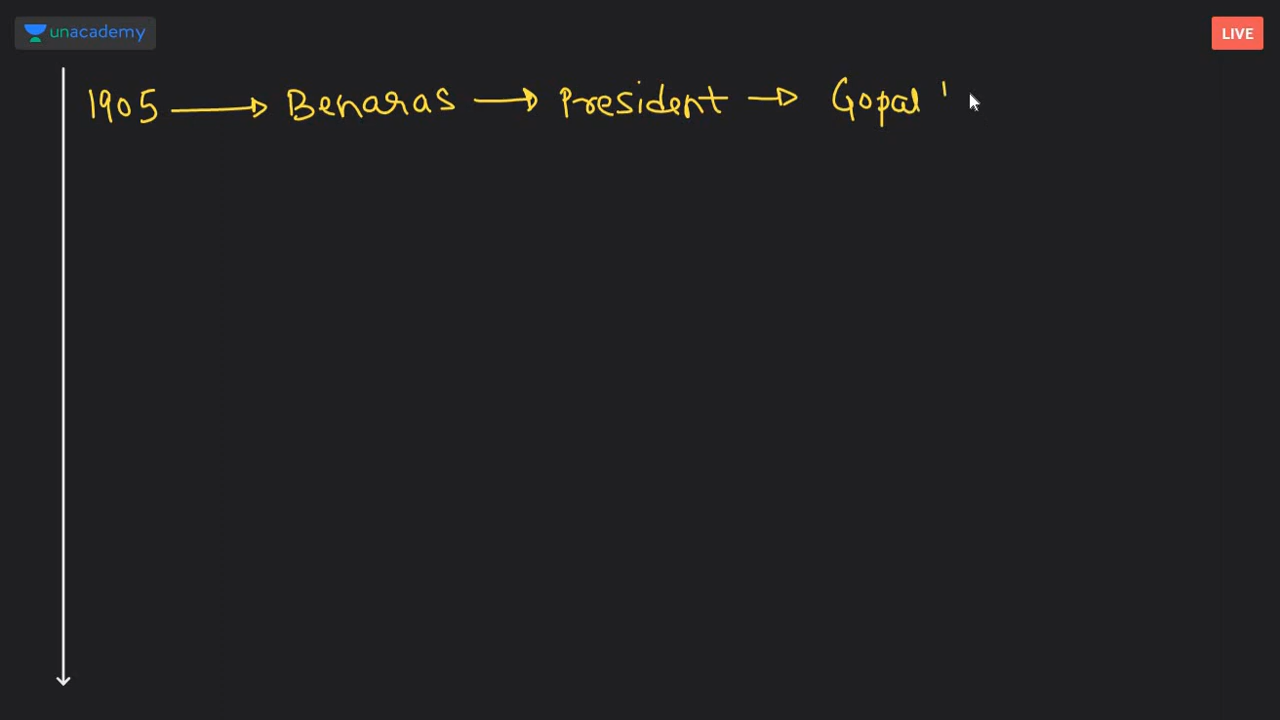 unacademy
LIVE
1905 → Benaras → President → Gopal